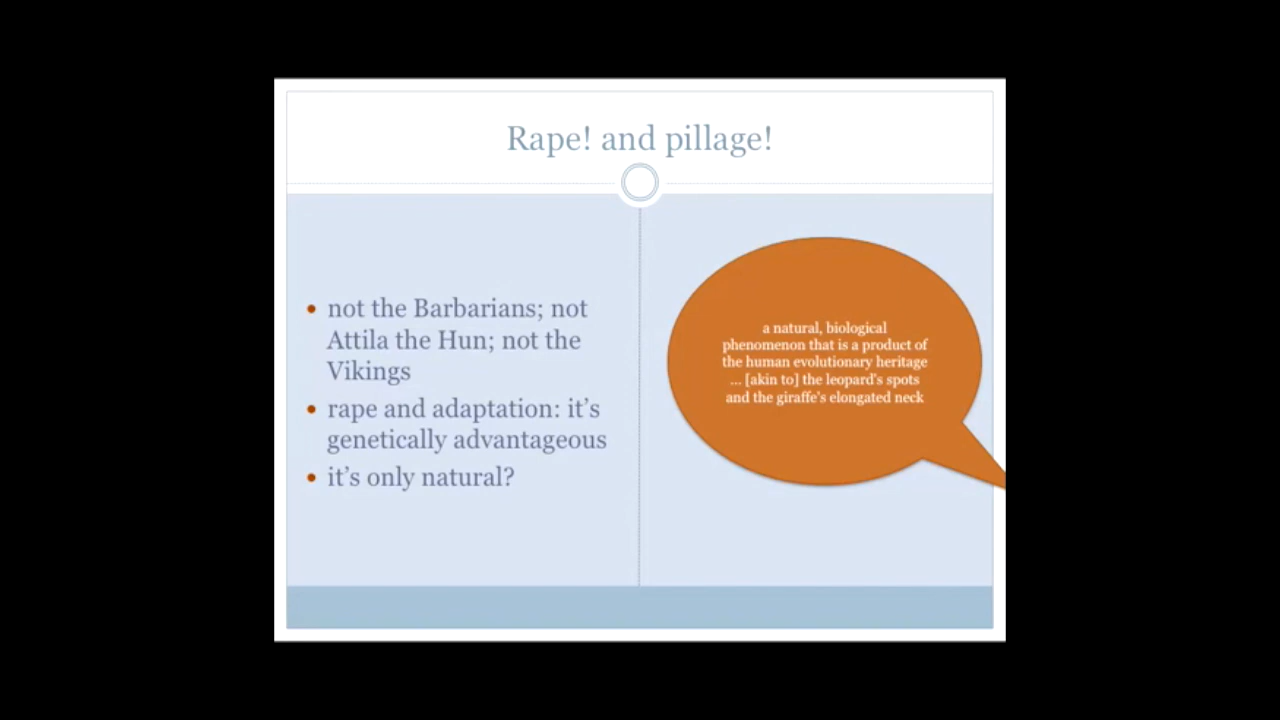 Rape! and pillage!
• not the Barbarians; not
Attila the Hun; not the
Vikings
• rape and adaptation: it's
genetically advantageous
• it's only natural?
a natural, biological
phenomenon that is a product of
the human evolutionary heritage
... [akin to] the leopard's spots
and the giraffe's elongated neck